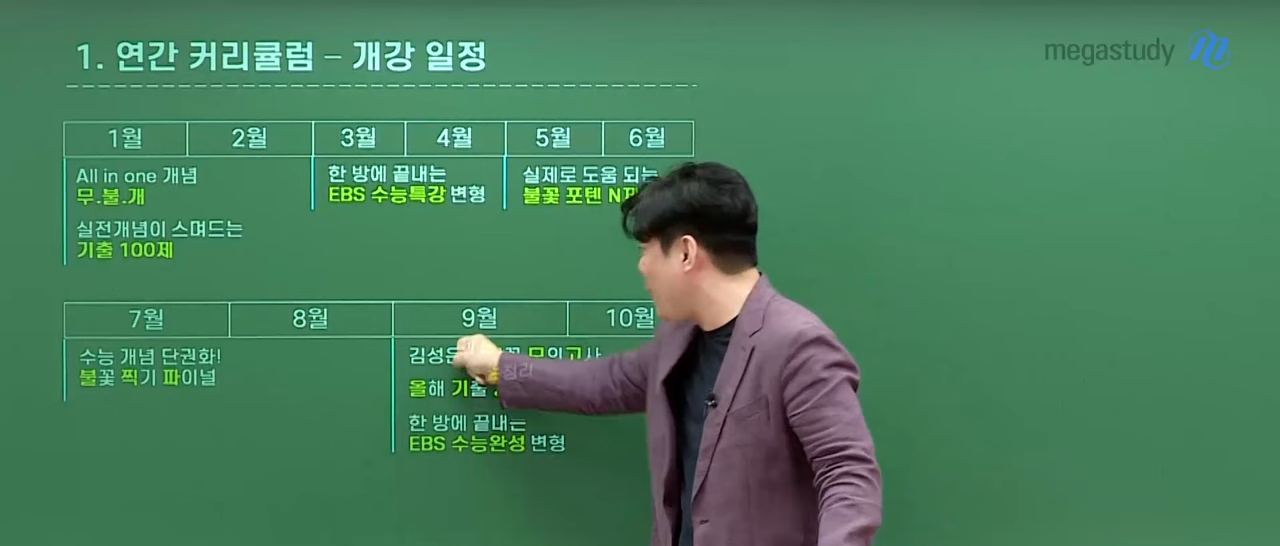 1. 연간 커리큘럼 – 개강 일정
megastudy
1월 2월 3월 4월 5월 6월
All in one 개념
무.불.개
실전개념이 스며드는
기출 100제
한 방에 끝내는
EBS 수능특강 변형
실제로 도움 되는
불꽃 포텐
7월 8월 9월 10월
수능 개념 단권화!
불꽃 찍기 파이널
모의고사
올해 기출
한 방에 끝내는
EBS 수능완성 변형